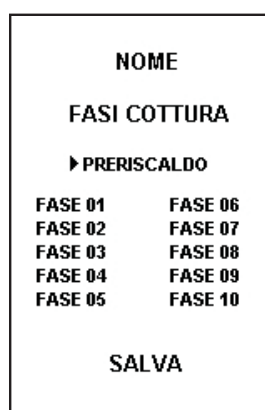 NOME
FASI COTTURA
PRERISCALDO
FASE 01 FASE 06
FASE 02 FASE 07
FASE 03 FASE 08
FASE 04 FASE 09
FASE 05 FASE 10
SALVA